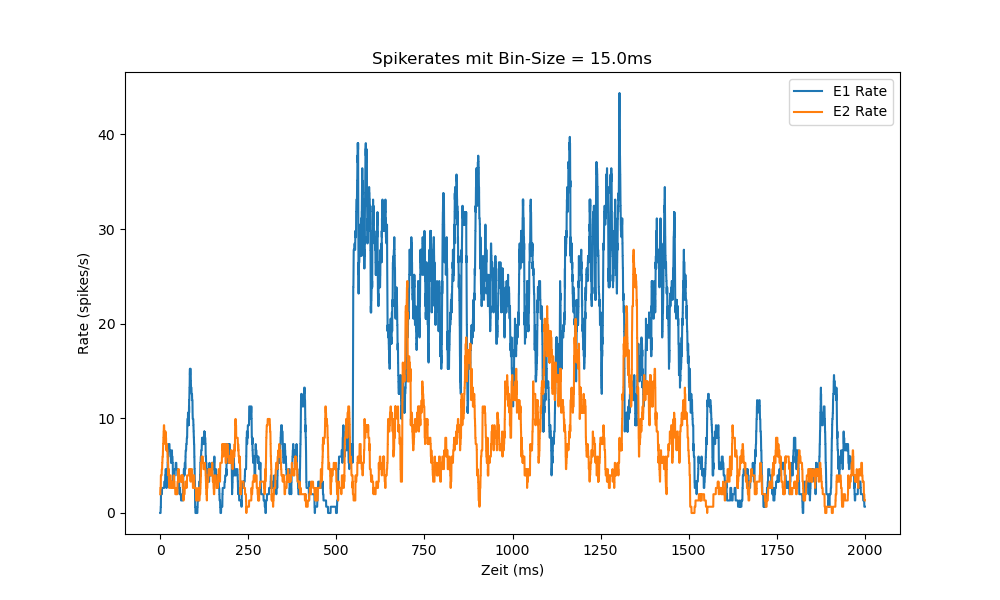 Spikerates mit Bin-Size = 15.0ms
E1 Rate
E2 Rate
Rate (spikes/s)
40
30
20
10
0
0 250 500 750 1000 1250 1500 1750 2000
Zeit (ms)